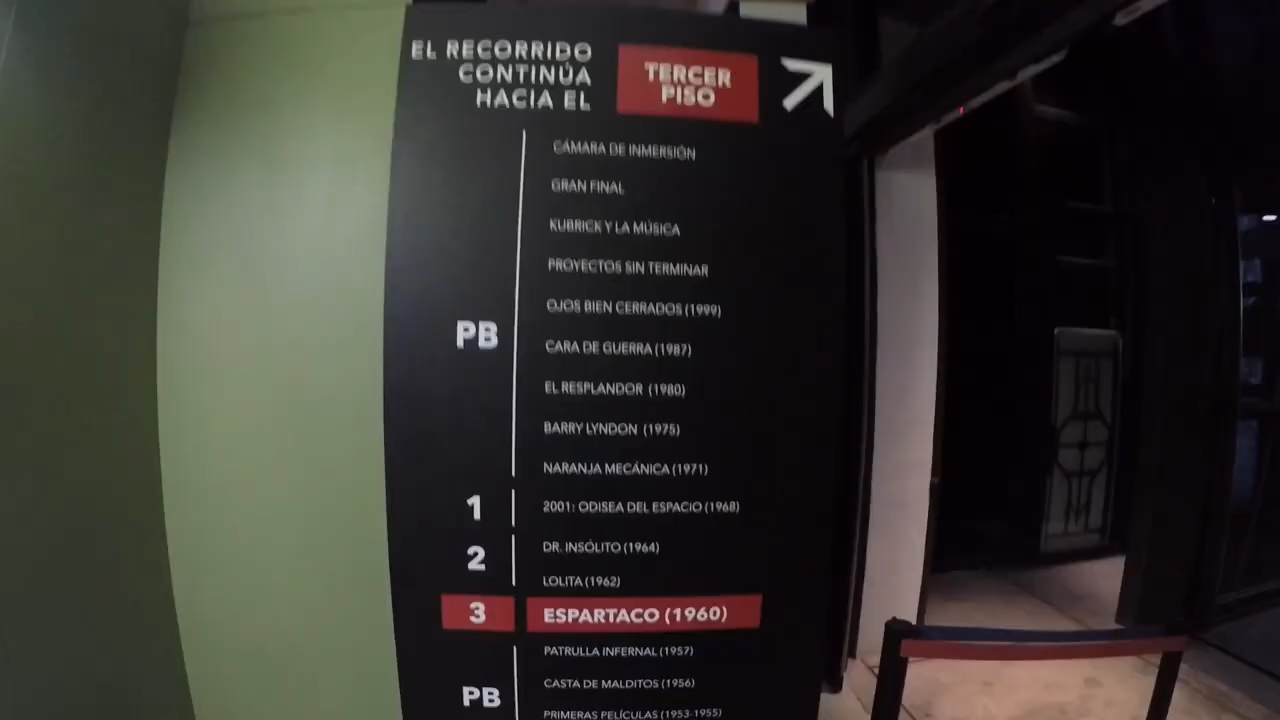 EL RECORRIDO
CONTINÚA
HACIA EL
TERCER
PISO
CÁMARA DE INMERSIÓN
GRAN FINAL
KUBRICK Y LA MÚSICA
PROYECTOS SIN TERMINAR
OJOS BIEN CERRADOS (1999)
PB
CARA DE GUERRA (1987)
EL RESPLANDOR (1980)
BARRY LYNDON (1975)
NARANJA MECÁNICA (1971)
1 2001: ODISEA DEL ESPACIO (1968)
2 DR. INSÓLITO (1964)
LOLITA (1962)
3 ESPARTACO (1960)
PATRULLA INFERNAL (1957)
PB CASTA DE MALDITOS (1956)
PRIMERAS PELÍCULAS (1953-1955)